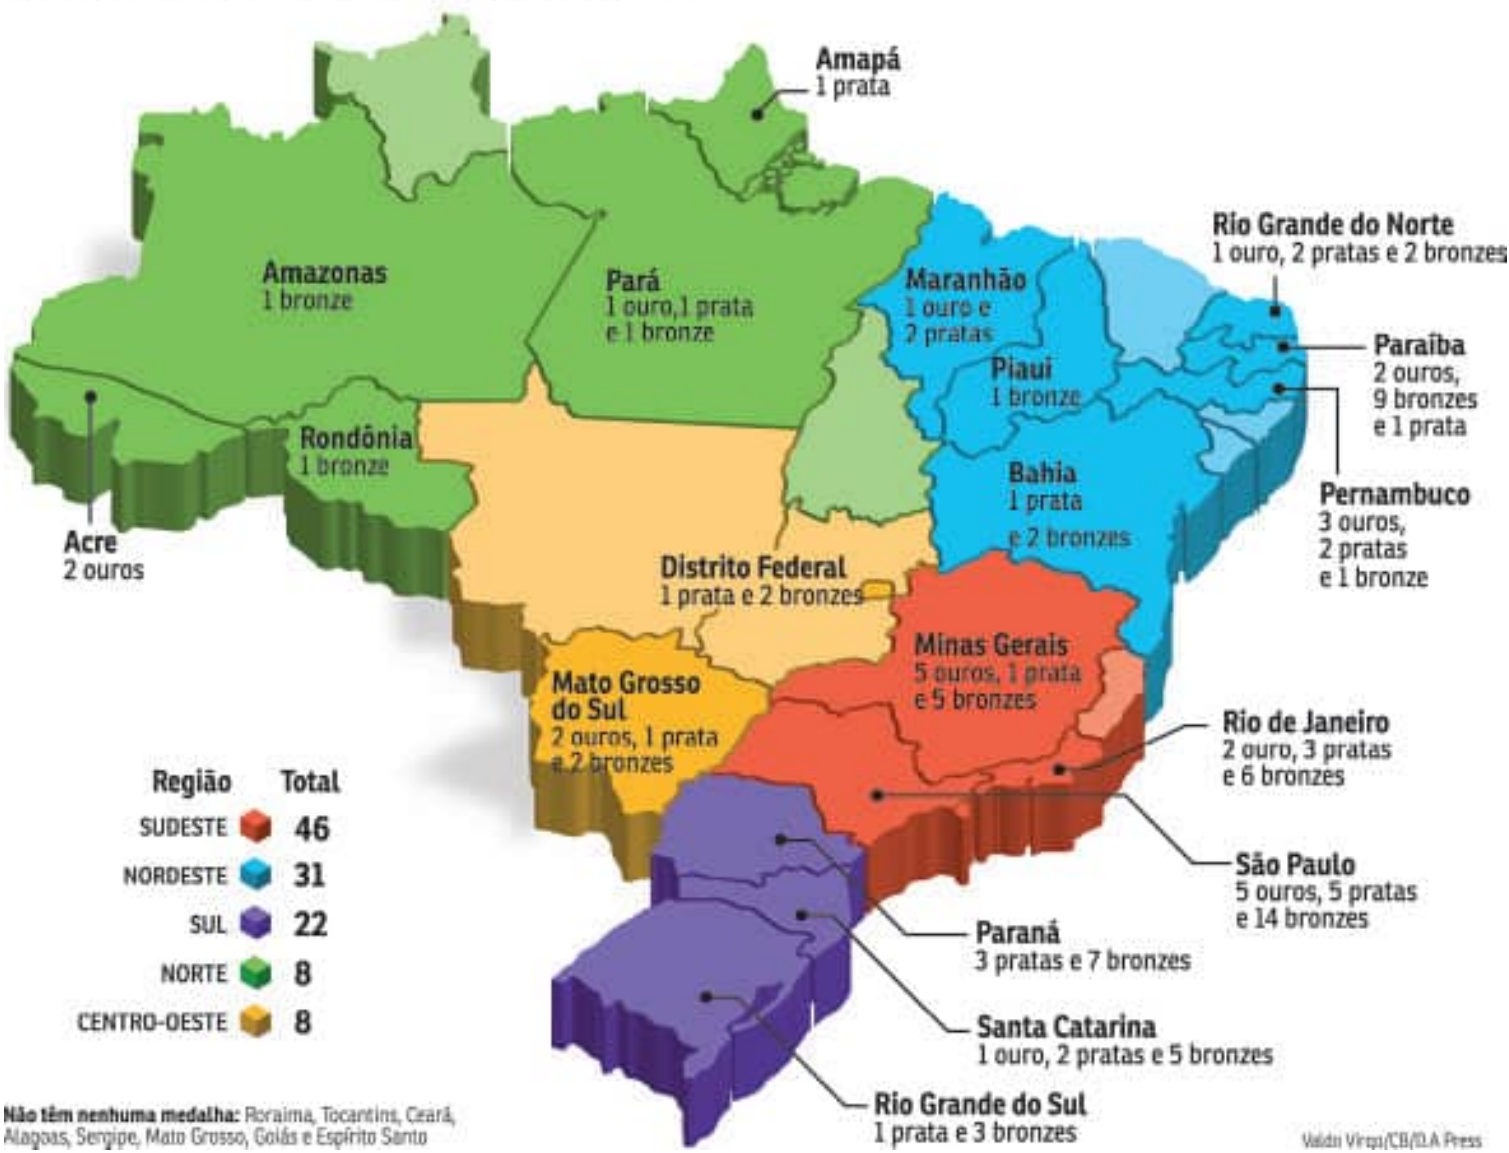 Amapá
1 prata
Rio Grande do Norte
1 ouro, 2 pratas e 2 bronzes
Amazonas
1 bronze
Pará
1 ouro,1 prata
e 1 bronze
Maranhão
1 ouro e
2 pratas
Paraíba
2 ouros,
9 bronzes
e 1 prata
Piaui
1 bronze
Rondônia
1 bronze
Bahia
1 prata
e 2 bronzes
Pernambuco
3 ouros,
2 pratas
e 1 bronze
Acre
2 ouros
Distrito Federal
1 prata e 2 bronzes
Minas Gerais
5 ouros, 1 prata
e 5 bronzes
Mato Grosso
do Sul
2 ouros, 1 prata
e 2 bronzes
Rio de Janeiro
2 ouro, 3 pratas
e 6 bronzes
São Paulo
5 ouros, 5 pratas
e 14 bronzes
Paraná
3 pratas e 7 bronzes
Santa Catarina
1 ouro, 2 pratas e 5 bronzes
Rio Grande do Sul
1 prata e 3 bronzes
Região Total
SUDESTE 46
NORDESTE 31
SUL 22
NORTE 8
CENTRO-OESTE 8
Não têm nenhuma medalha: Roraima, Tocantins, Ceará,
Alagoas, Sergipe, Mato Grosso, Goiás e Espírito Santo
Valdo Virgo/CB/D.A Press